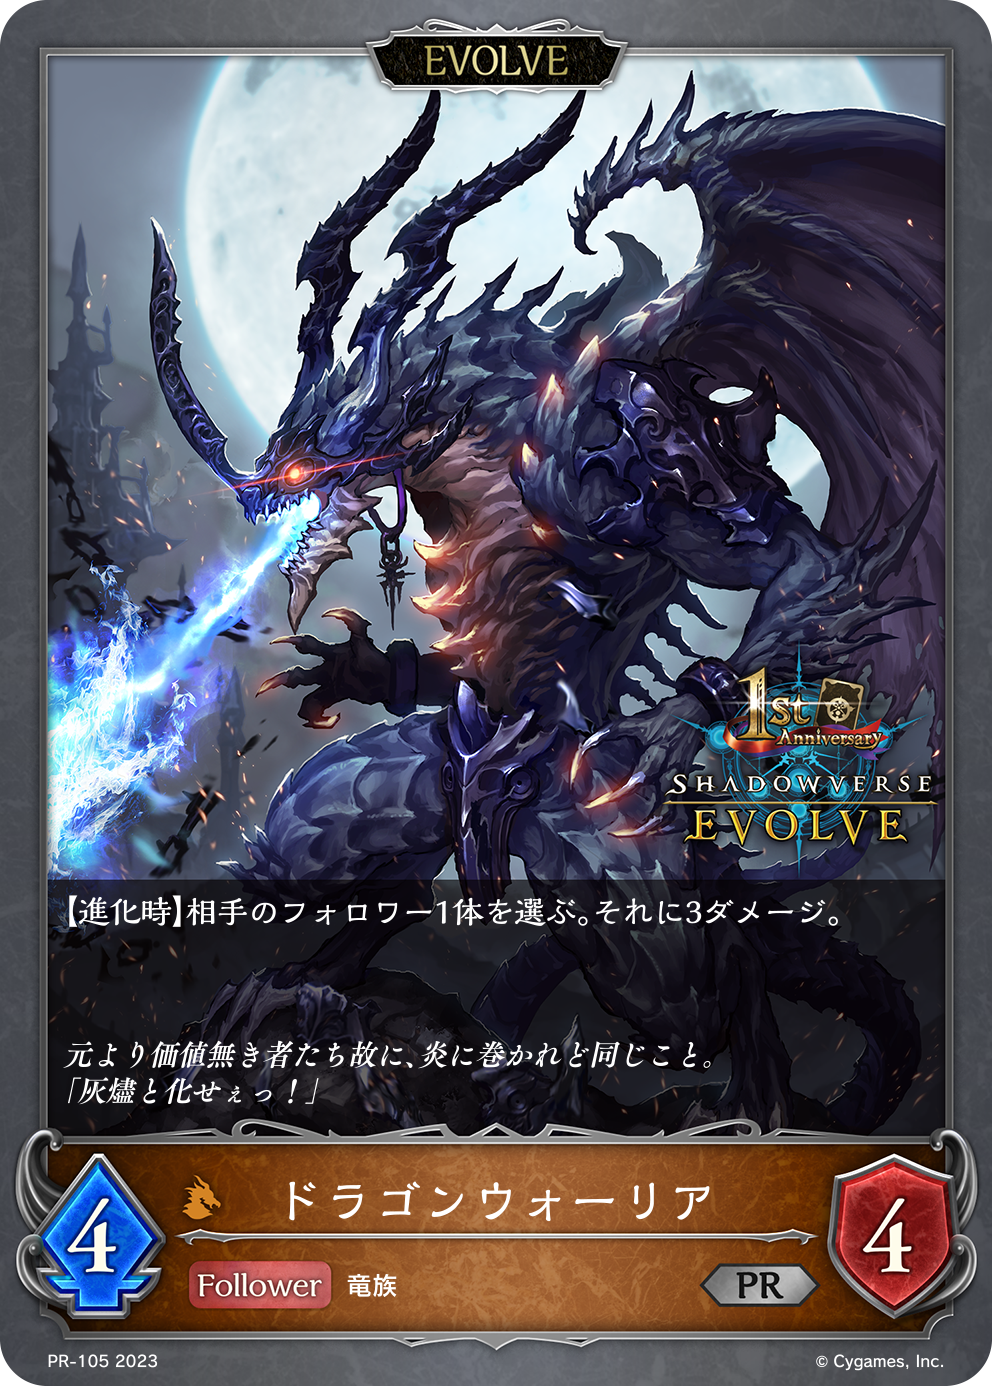 EVOLVE
1st
Anniversary
SHADOWVERSE
EVOLVE
【進化時】相手のフォロワー1体を選ぶ。それに3ダメージ。
元より価値無き者たち故に、炎に巻かれど同じこと。
「灰燼と化せぇっ！」
ドラゴンウォーリア
4
4
Follower 竜族
PR
PR-105 2023
© Cygames, Inc.